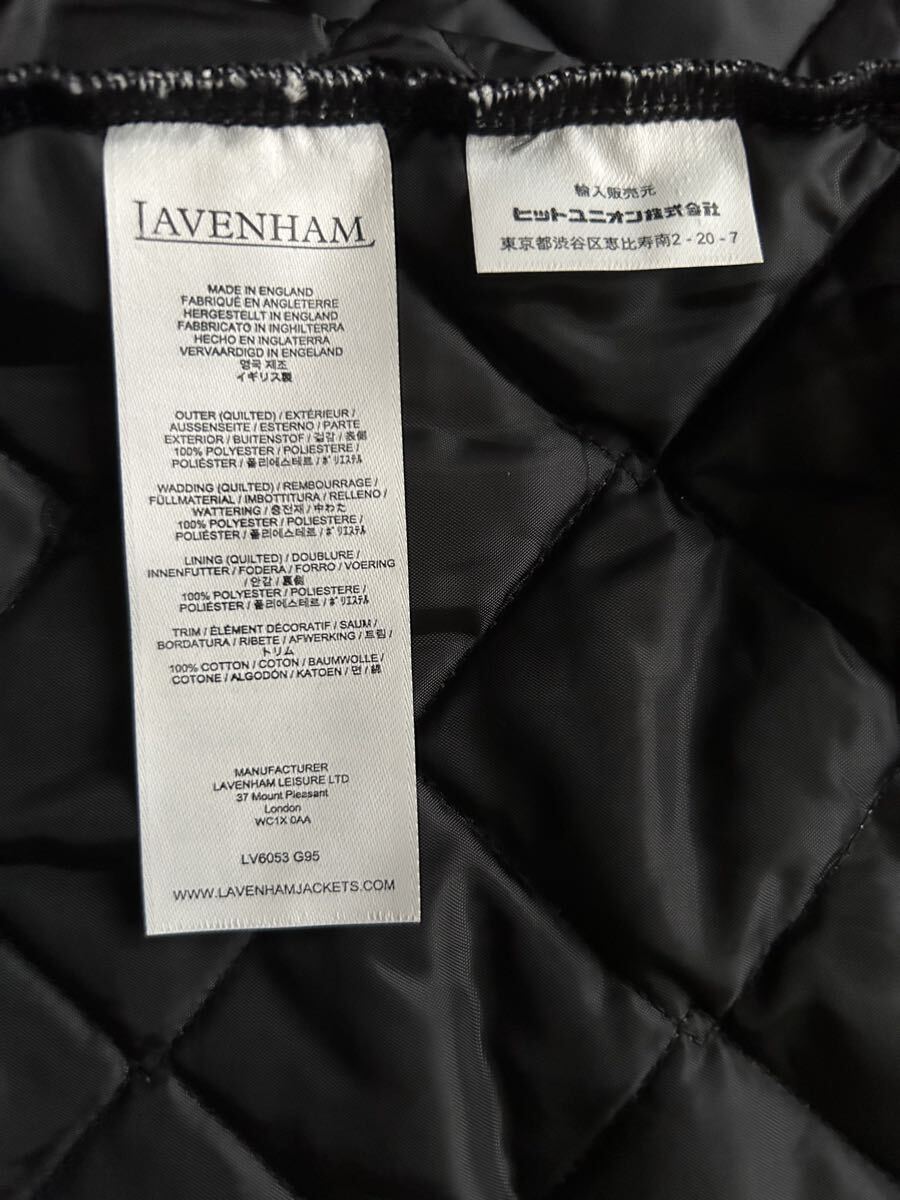 LAVENHAM
MADE IN ENGLAND
FABRIQUÉ EN ANGLETERRE
HERGESTELLT IN ENGLAND
FABBRICATO IN INGHILTERRA
HECHO EN INGLATERRA
VERVAARDIGD IN ENGELAND
영국 제조
イギリス製
OUTER (QUILTED) / EXTÉRIEUR /
AUSSENSEITE / ESTERNO / PARTE
EXTERIOR / BUITENSTOF / 겉감 / 表側
100% POLYESTER / POLIESTERE /
POLIÉSTER / 폴리에스테르 / ﾎﾟﾘｴｽﾃﾙ
WADDING (QUILTED) / REMBOURRAGE /
FÜLLMATERIAL / IMBOTTITURA / RELLENO /
WATTERING / 충전재 / 中わた
100% POLYESTER / POLIESTERE /
POLIÉSTER / 폴리에스테르 / ﾎﾟﾘｴｽﾃﾙ
LINING (QUILTED) / DOUBLURE /
INNENFUTTER / FODERA / FORRO / VOERING
/ 안감 / 裏側
100% POLYESTER / POLIESTERE /
POLIÉSTER / 폴리에스테르 / ﾎﾟﾘｴｽﾃﾙ
TRIM / ÉLÉMENT DÉCORATIF / SAUM /
BORDATURA / RIBETE / AFWERKING / 트림 /
トリム
100% COTTON / COTON / BAUMWOLLE /
COTONE / ALGODÓN / KATOEN / 면 / 綿
MANUFACTURER
LAVENHAM LEISURE LTD
37 Mount Pleasant
London
WC1X 0AA
LV6053 G95
WWW.LAVENHAMJACKETS.COM
輸入販売元
ヒットユニオン株式会社
東京都渋谷区恵比寿南2-20-7